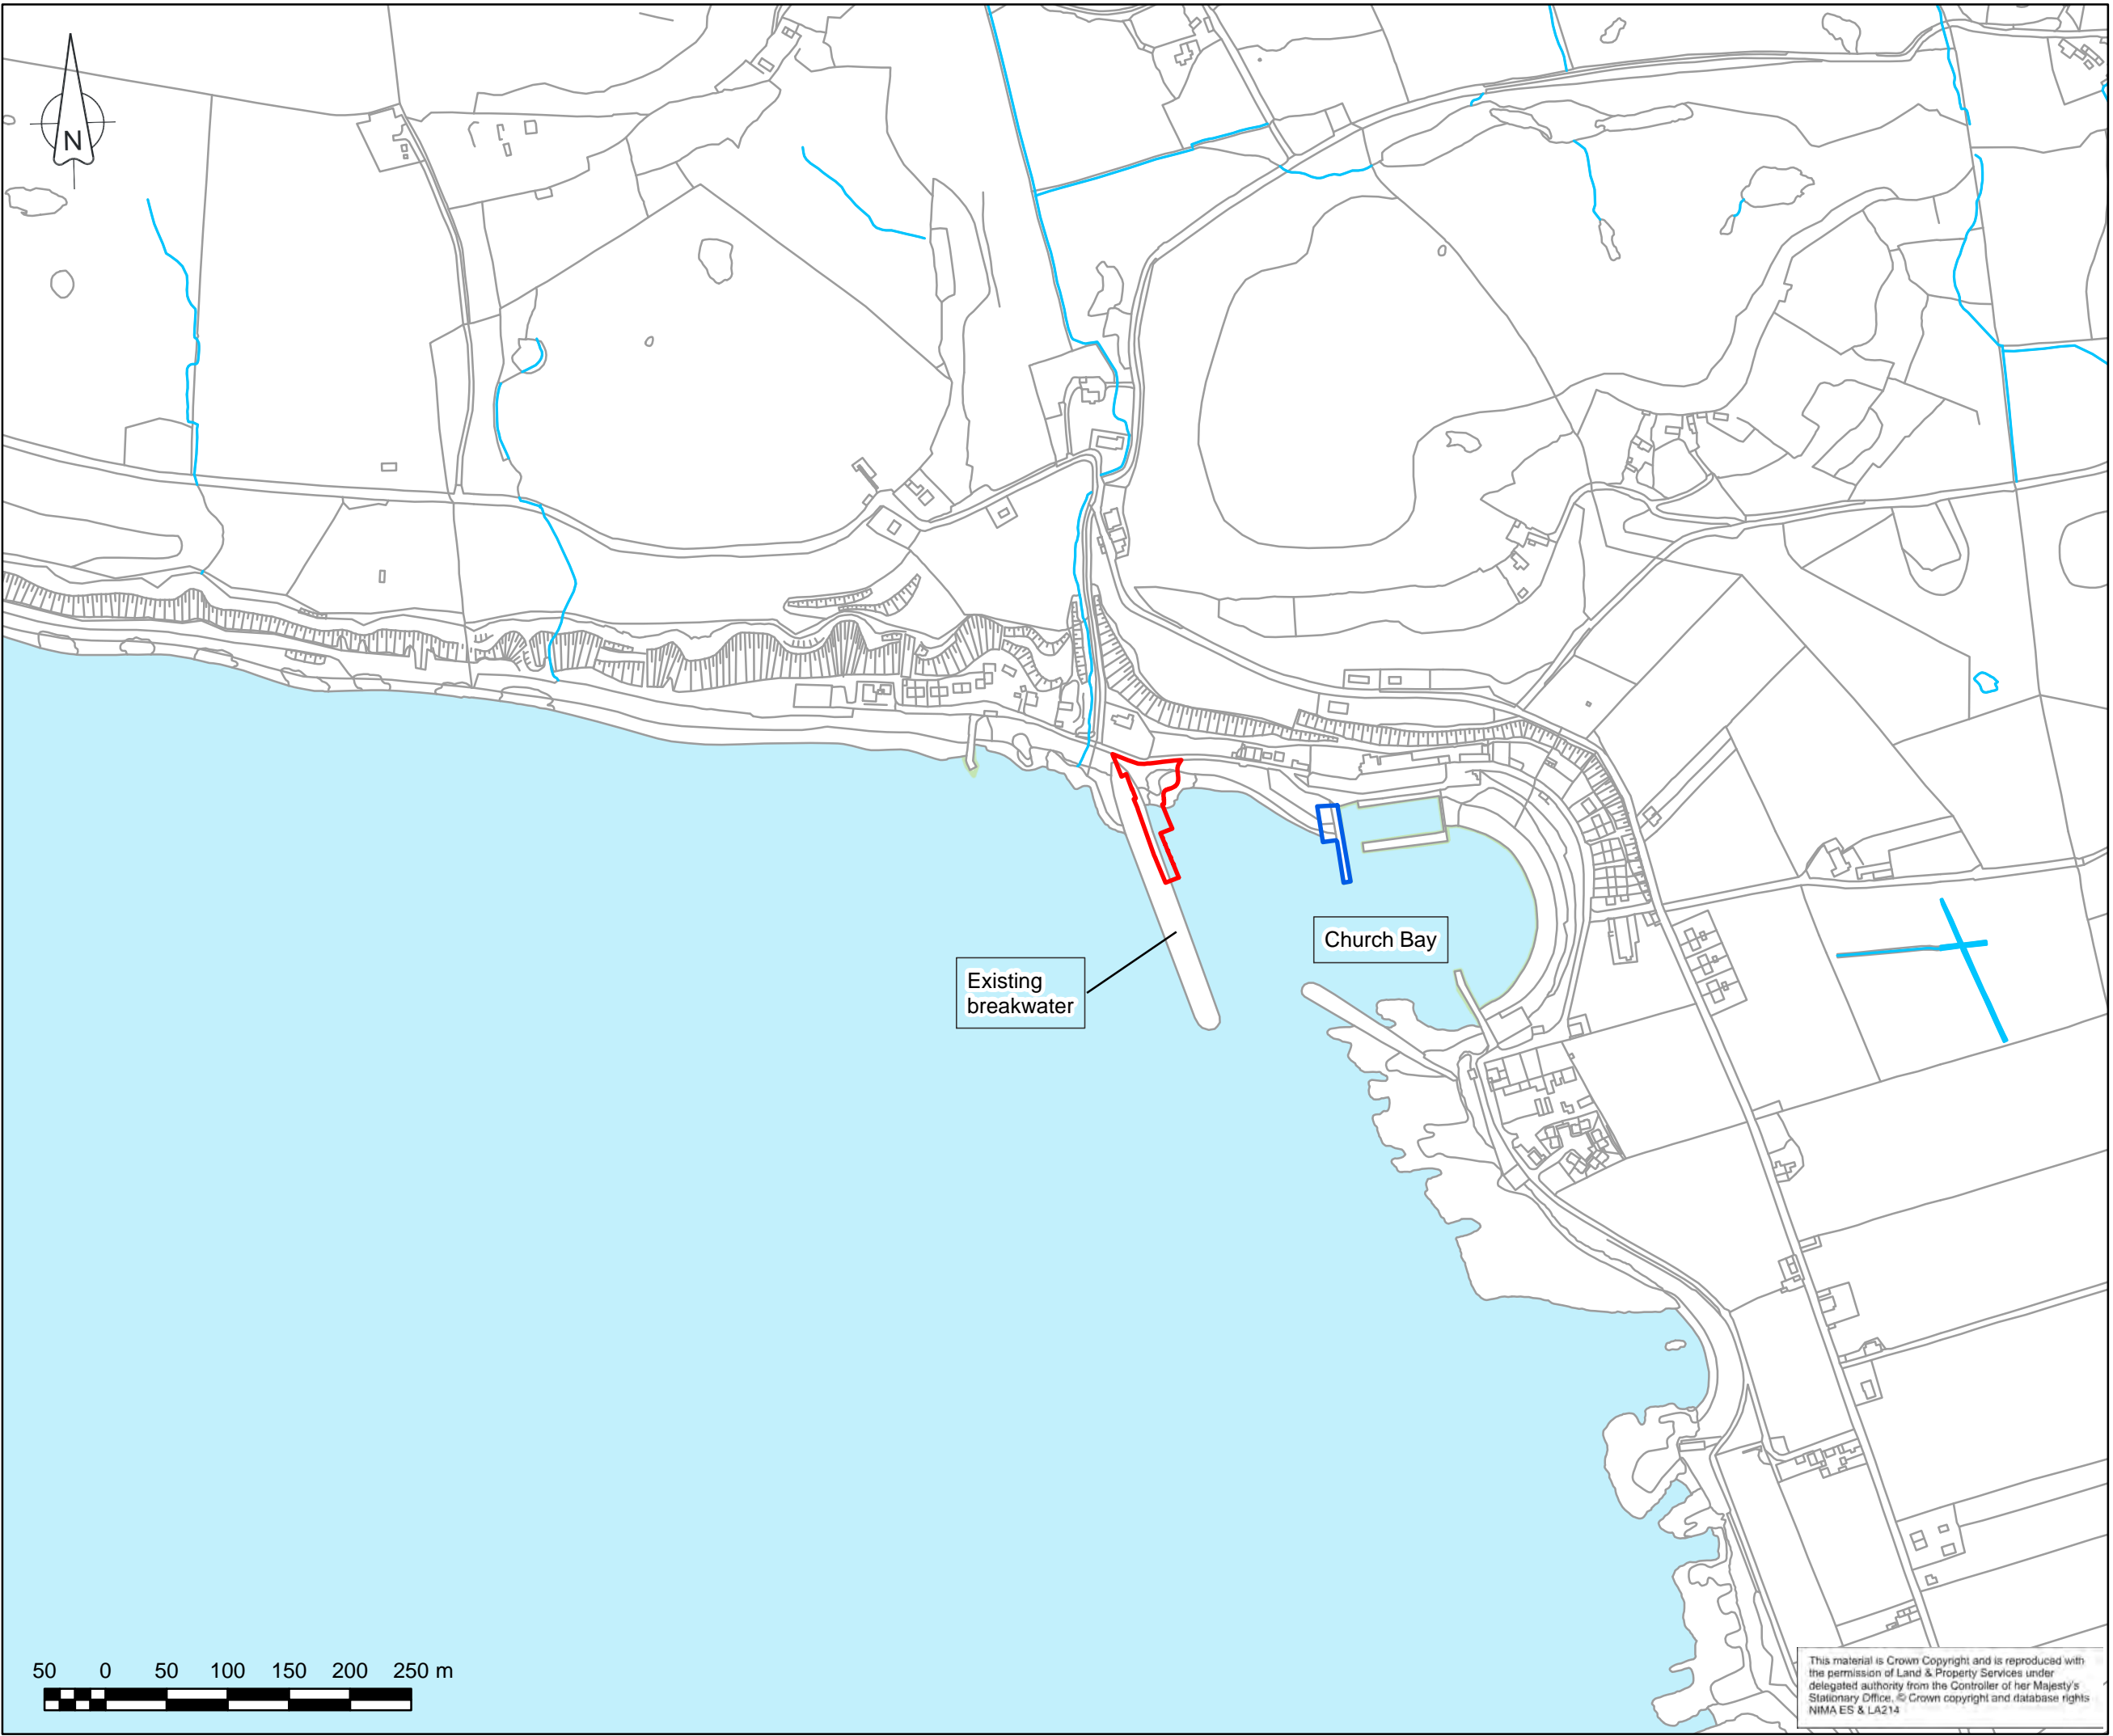 N
Church Bay
Existing
breakwater
50 0 50 100 150 200 250 m
This material is Crown Copyright and is reproduced with
the permission of Land & Property Services under
delegated authority from the Controller of her Majesty's
Stationary Office, © Crown copyright and database rights
NIMA ES & LA214